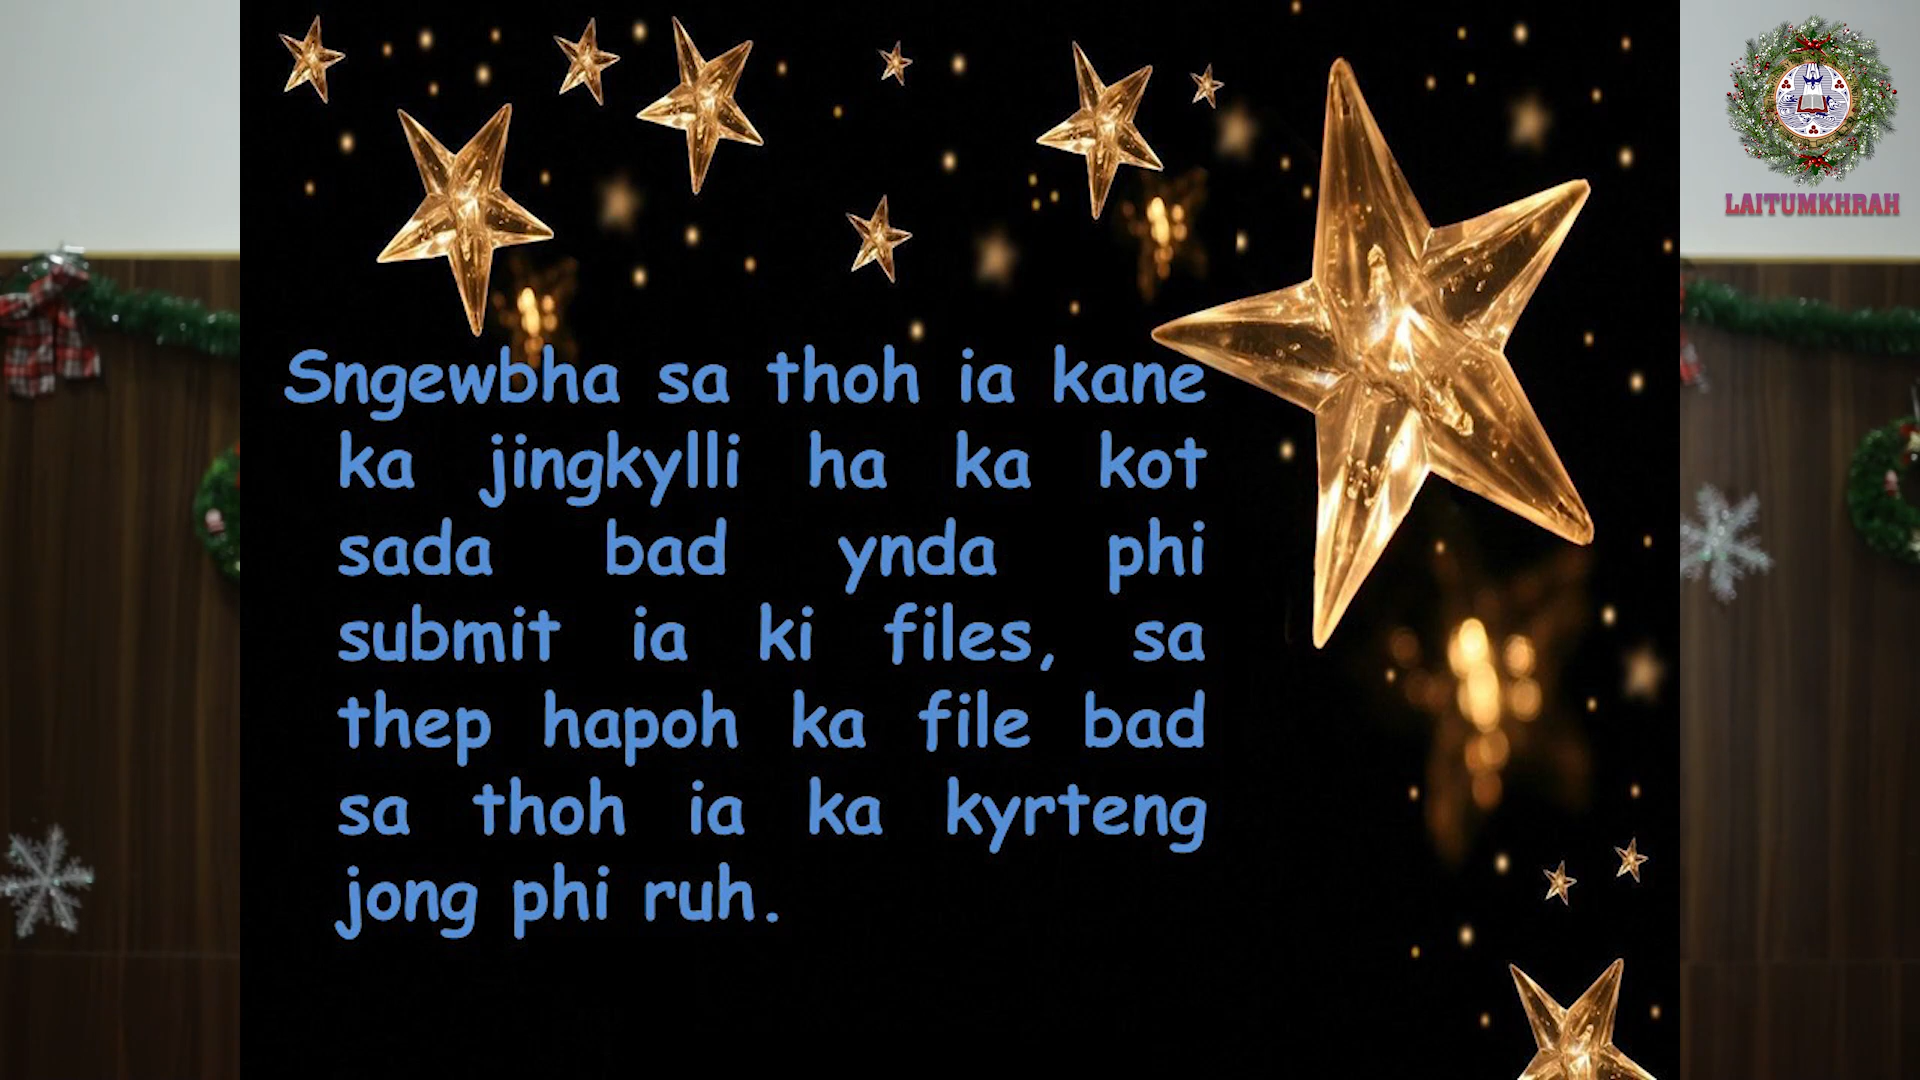 LAITUMKHRAH
Sngewbha sa thoh ia kane
ka jingkylli ha ka kot
sada bad ynda phi
submit ia ki files, sa
thep hapoh ka file bad
sa thoh ia ka kyrteng
jong phi ruh.